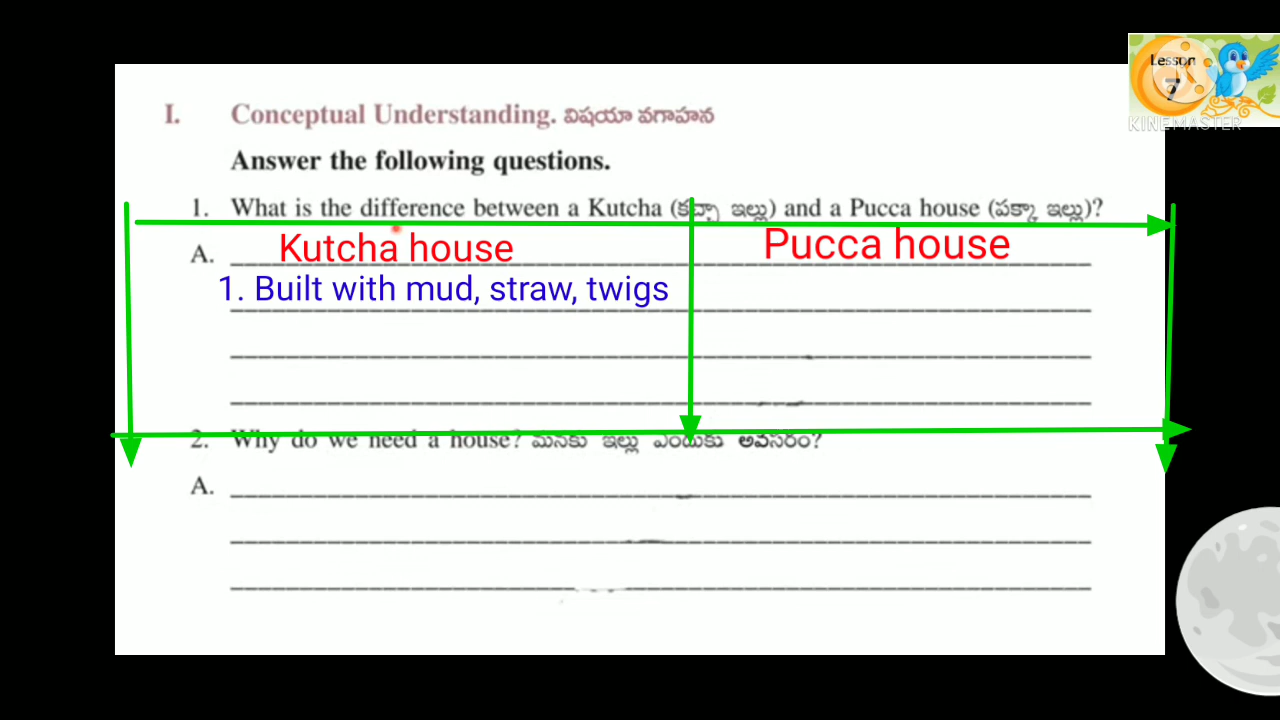 Lesson
7
KINEMASTER
I. Conceptual Understanding. విషయా వగాహన
Answer the following questions.
1. What is the difference between a Kutcha (కచ్చా ఇల్లు) and a Pucca house (పక్కా ఇల్లు)?
A. Kutcha house Pucca house
1. Built with mud, straw, twigs
2. Why do we need a house? మనకు ఇల్లు ఎందుకు అవసరం?
A.